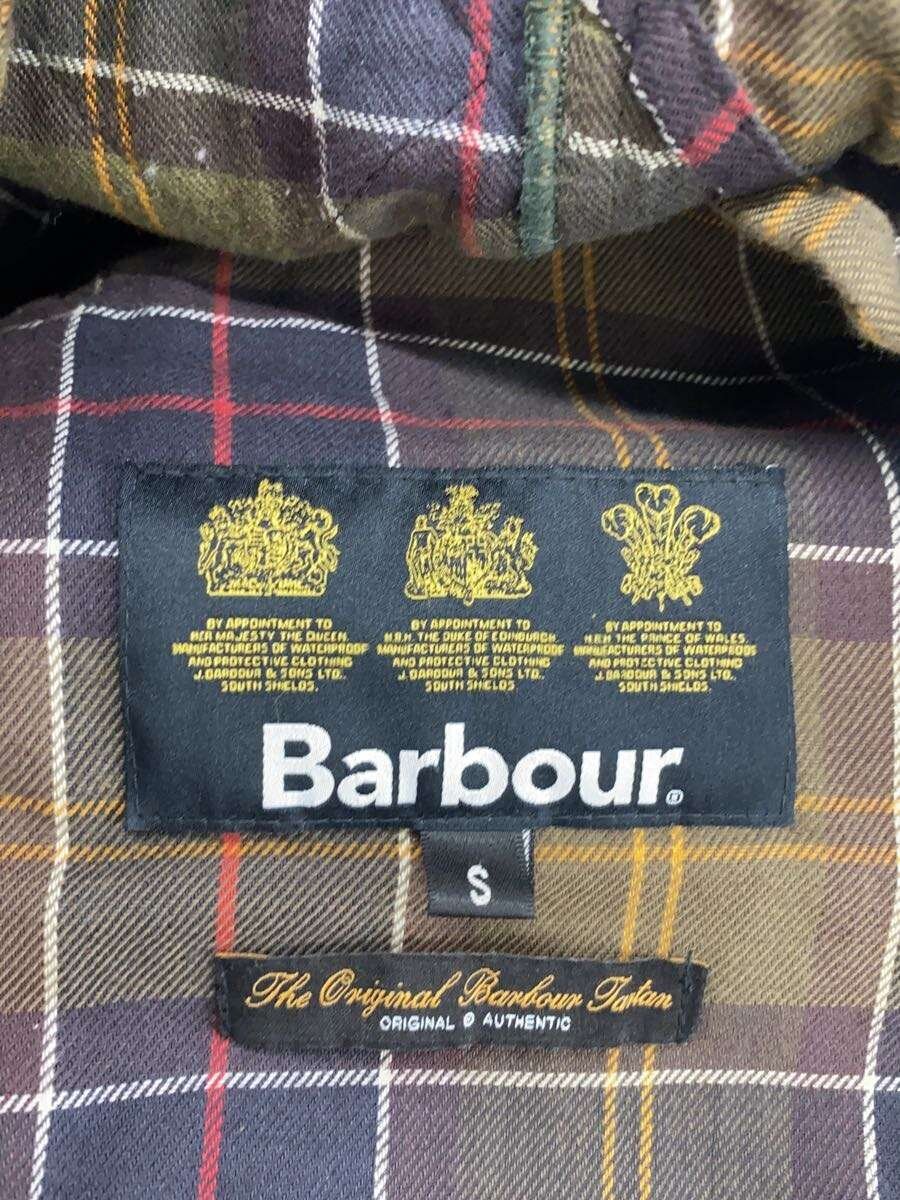 BY APPOINTMENT TO
HER MAJESTY THE QUEEN
MANUFACTURERS OF WATERPROOF
AND PROTECTIVE CLOTHING
J.BARBOUR & SONS LTD.
SOUTH SHIELDS.
BY APPOINTMENT TO
H.R.H. THE DUKE OF EDINBURGH
MANUFACTURERS OF WATERPROOF
AND PROTECTIVE CLOTHING
J.BARBOUR & SONS LTD.,
SOUTH SHIELDS.
BY APPOINTMENT TO
H.R.H. THE PRINCE OF WALES
MANUFACTURERS OF WATERPROOF
AND PROTECTIVE CLOTHING
J.BARBOUR & SONS LTD.,
SOUTH SHIELDS.
Barbour®
S
The Original Barbour Tartan
ORIGINAL & AUTHENTIC